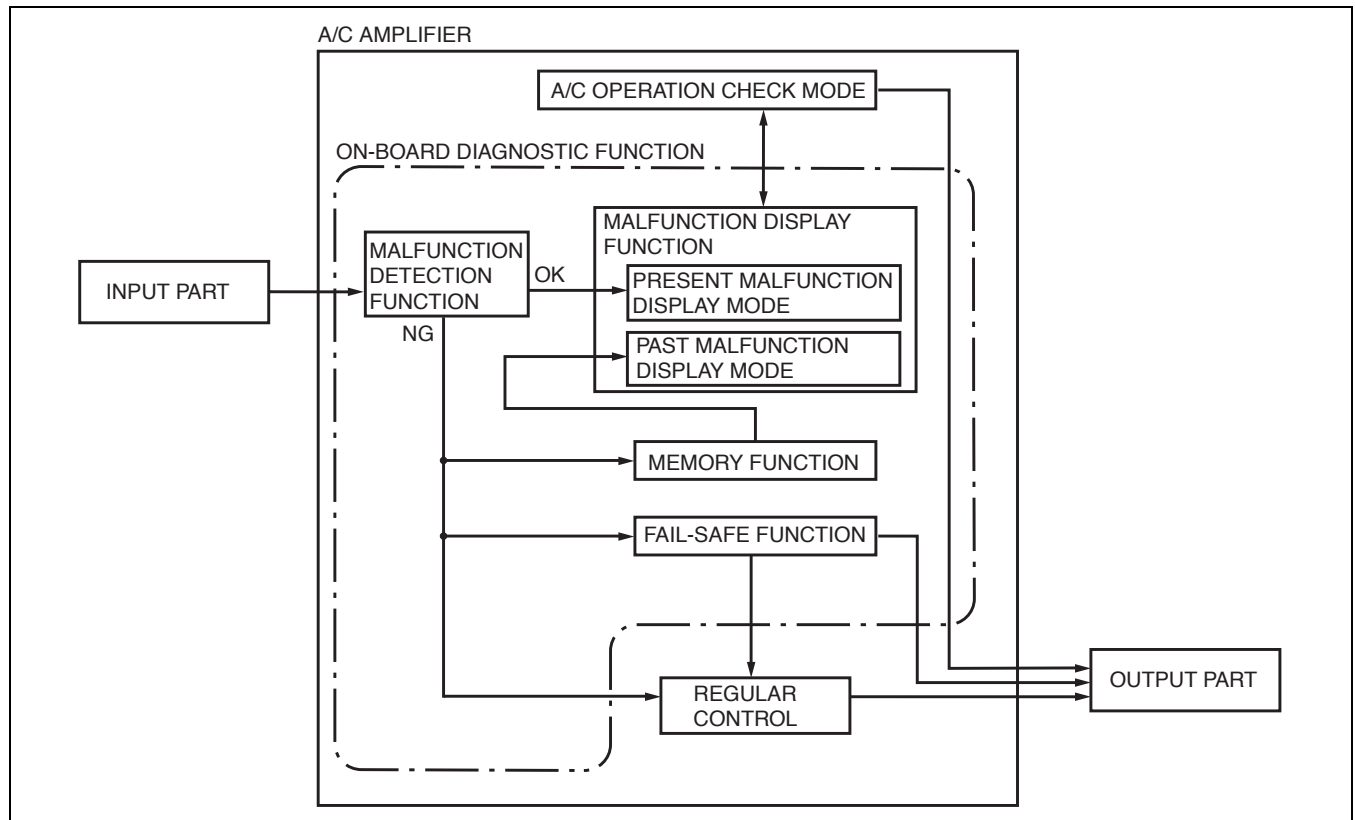 A/C AMPLIFIER
A/C OPERATION CHECK MODE
ON-BOARD DIAGNOSTIC FUNCTION
MALFUNCTION DISPLAY
FUNCTION
MALFUNCTION
DETECTION
FUNCTION
OK
NG
INPUT PART
PRESENT MALFUNCTION
DISPLAY MODE
PAST MALFUNCTION
DISPLAY MODE
MEMORY FUNCTION
FAIL-SAFE FUNCTION
REGULAR
CONTROL
OUTPUT PART